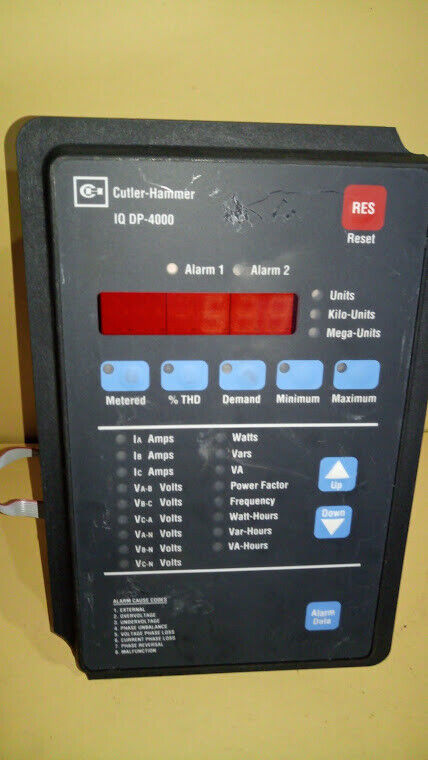 Cutler-Hammer
IQ DP-4000
RES
Reset
Alarm 1 Alarm 2
Units
Kilo-Units
Mega-Units
Metered % THD Demand Minimum Maximum
IA Amps
IB Amps
IC Amps
VA-B Volts
VB-C Volts
VC-A Volts
VA-N Volts
VB-N Volts
VC-N Volts
Watts
Vars
VA
Power Factor
Frequency
Watt-Hours
Var-Hours
VA-Hours
Up
Down
ALARM CAUSE CODES
1. EXTERNAL
2. OVERVOLTAGE
3. UNDERVOLTAGE
4. PHASE UNBALANCE
5. VOLTAGE PHASE LOSS
6. CURRENT PHASE LOSS
7. PHASE REVERSAL
8. MALFUNCTION
Alarm
Data